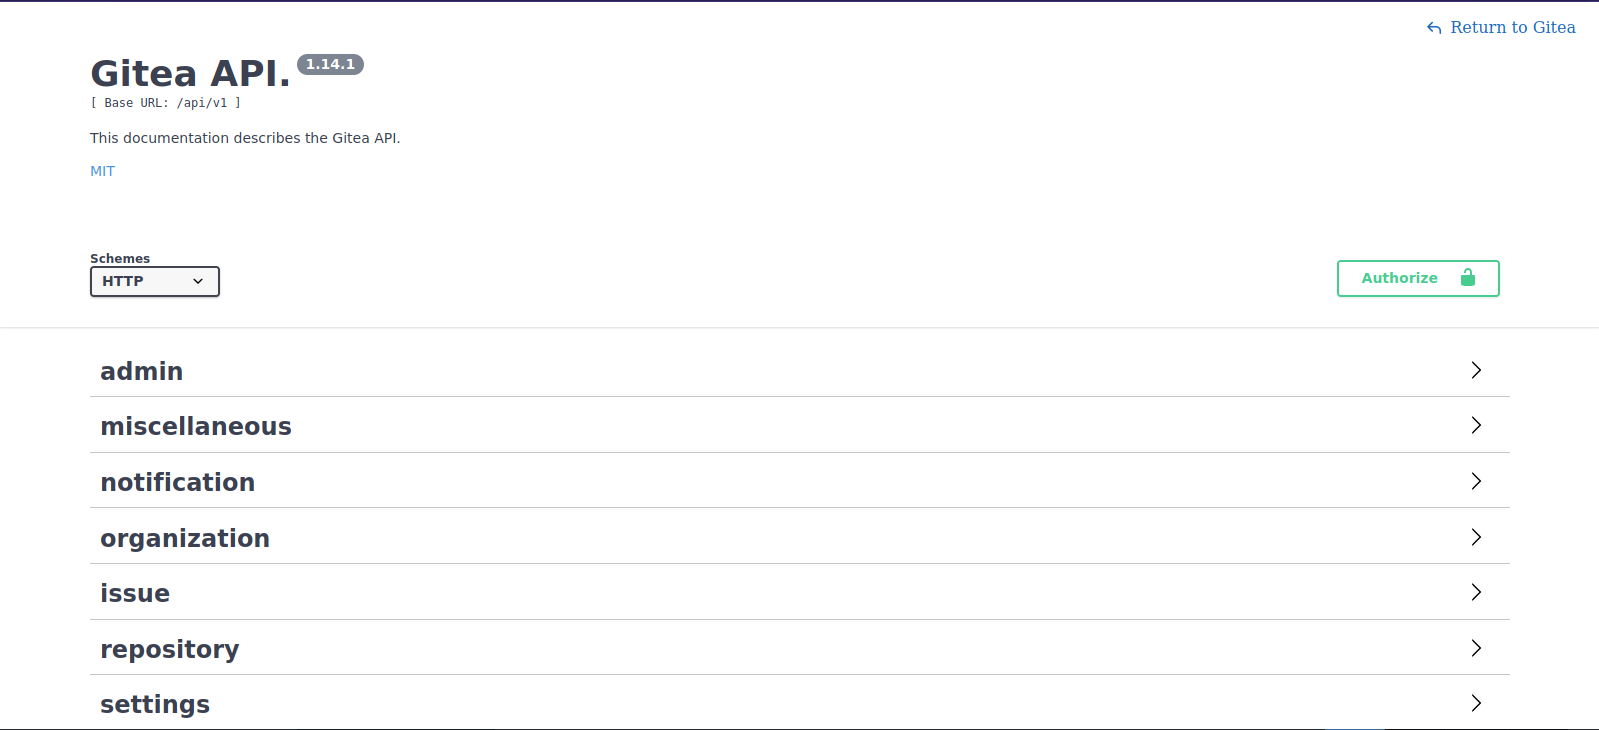 Return to Gitea
Gitea API. 1.14.1
[ Base URL: /api/v1 ]
This documentation describes the Gitea API.
MIT
Schemes
HTTP
Authorize
admin
miscellaneous
notification
organization
issue
repository
settings